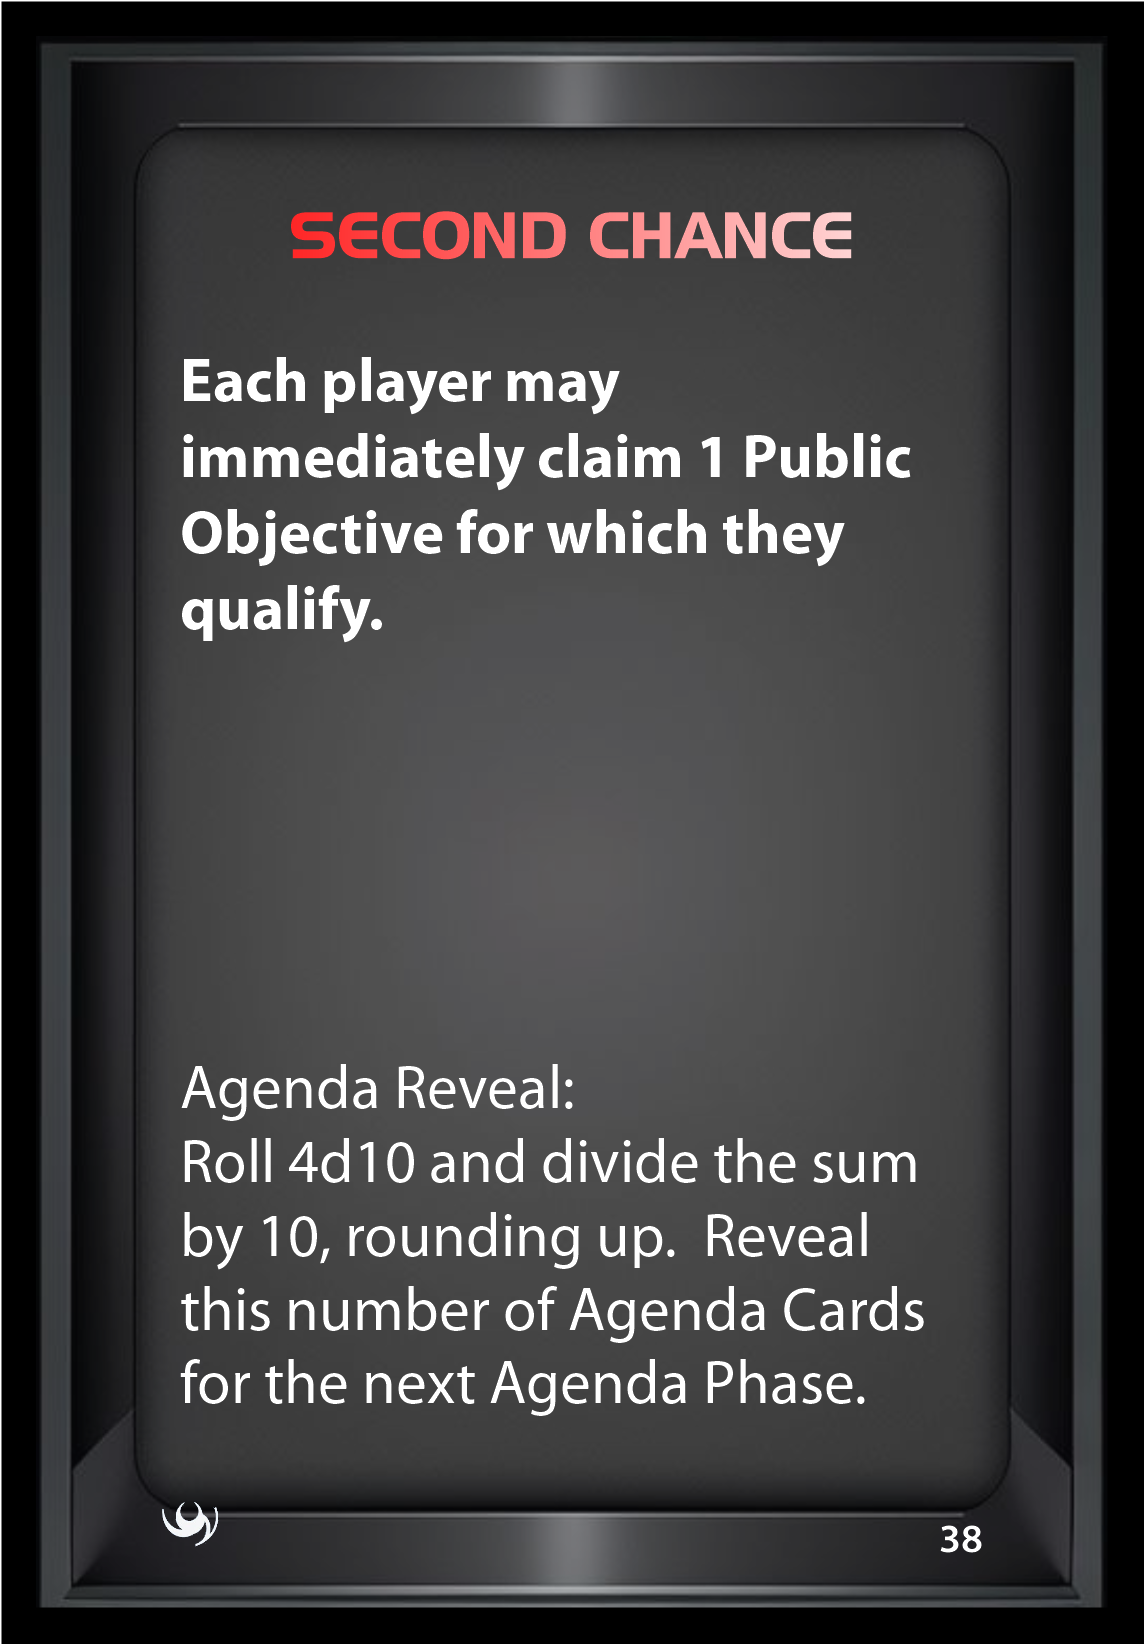 SECOND CHANCE
Each player may
immediately claim 1 Public
Objective for which they
qualify.
Agenda Reveal:
Roll 4d10 and divide the sum
by 10, rounding up.  Reveal
this number of Agenda Cards
for the next Agenda Phase.
38